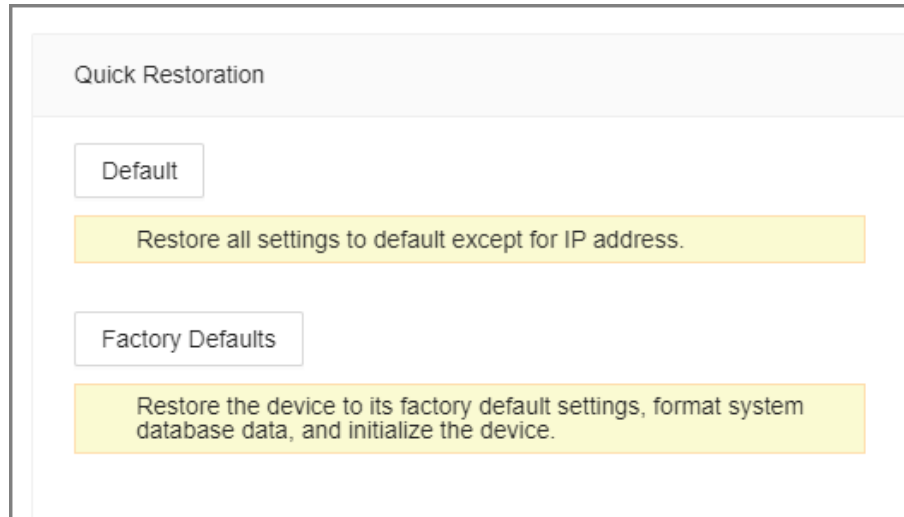 Quick Restoration
Default
Restore all settings to default except for IP address.
Factory Defaults
Restore the device to its factory default settings, format system
database data, and initialize the device.